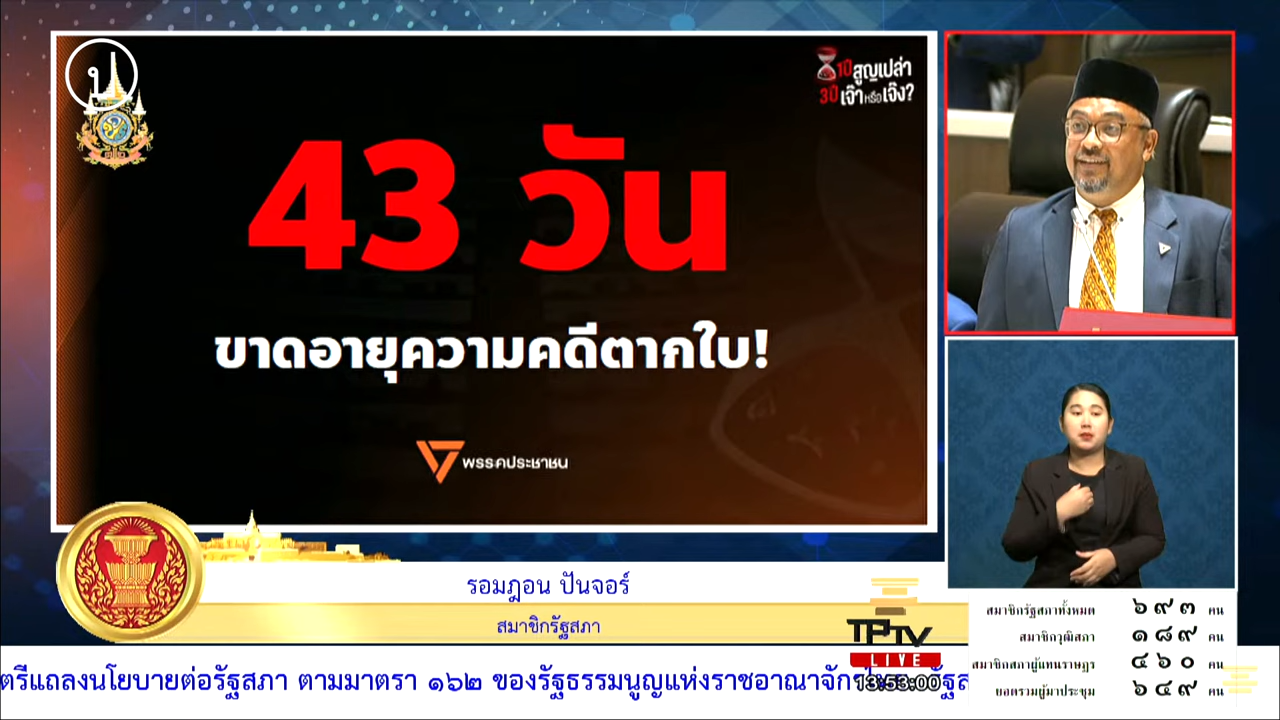 ป
1ปี สูญเปล่า
3ปี เจ๊า หรือ เจ๊ง?
43 วัน
ขาดอายุความคดีตากใบ!
พรรคประชาชน
รอมฎอน ปันจอร์
สมาชิกรัฐสภา
TPTV
LIVE
13:53:00
สมาชิกรัฐสภาทั้งหมด ๖๙๓ คน
สมาชิกวุฒิสภา ๑๘๙ คน
สมาชิกสภาผู้แทนราษฎร ๔๖๐ คน
ยอดรวมผู้มาประชุม ๖๔๙ คน
ตรีแถลงนโยบายต่อรัฐสภา ตามมาตรา ๑๖๒ ของรัฐธรรมนูญแห่งราชอาณาจักร